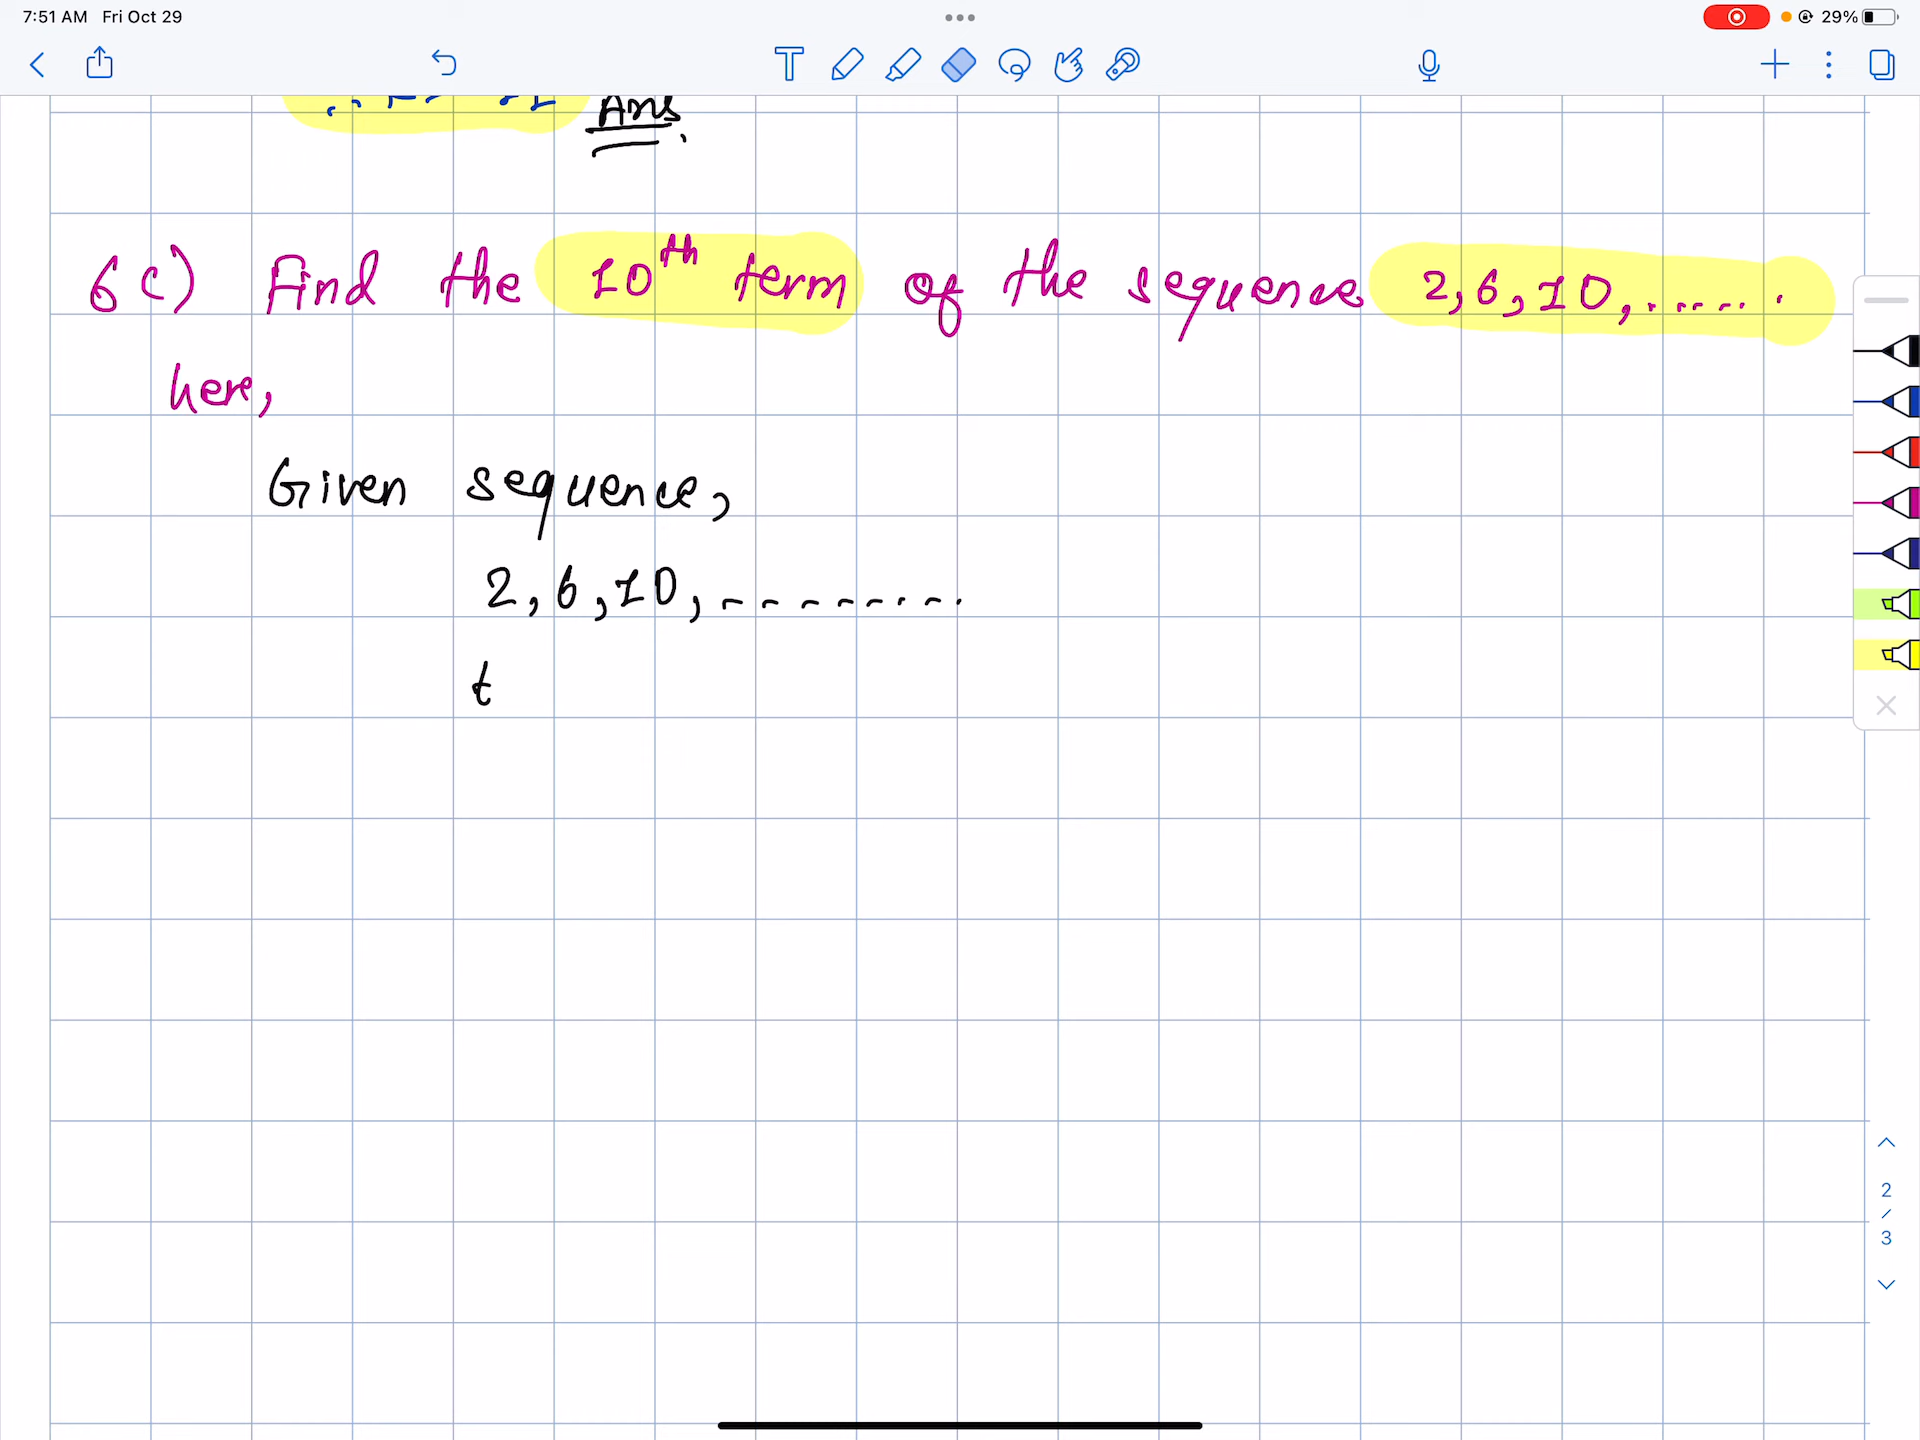 7:51 AM Fri Oct 29
29%
Ans.
6 c) Find the 10th term of the sequence 2, 6, 10, ......
here,
Given sequence,
2, 6, 10, ---------
t
2
/
3